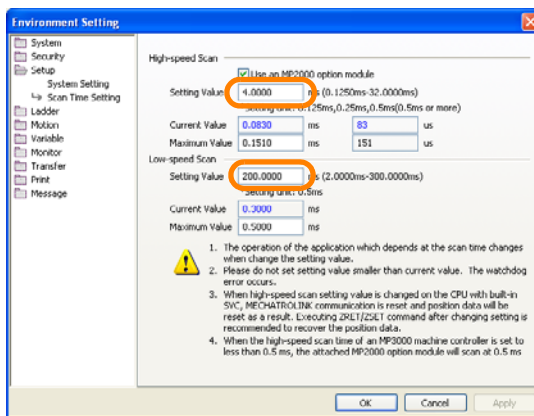 Environment Setting
System
Security
Setup
System Setting
Scan Time Setting
Ladder
Motion
Variable
Monitor
Transfer
Print
Message
High-speed Scan
Use an MP2000 option module
Setting Value 4.0000 ms (0.1250ms-32.0000ms)
*Setting unit: 0.125ms,0.25ms,0.5ms(0.5ms or more)
Current Value 0.0830 ms 83 us
Maximum Value 0.1510 ms 151 us
Low-speed Scan
Setting Value 200.0000 ms (2.0000ms-300.0000ms)
*Setting unit: 0.5ms
Current Value 0.3000 ms
Maximum Value 0.5000 ms
1. The operation of the application which depends at the scan time changes
when change the setting value.
2. Please do not set setting value smaller than current value. The watchdog
error occurs.
3. When high-speed scan setting value is changed on the CPU with built-in
SVC, MECHATROLINK communication is reset and position data will be
reset as a result. Executing ZRET/ZSET command after changing setting is
recommended to recover the position data.
4. When the high-speed scan time of an MP3000 machine controller is set to
less than 0.5 ms, the attached MP2000 option module will scan at 0.5 ms
OK Cancel Apply